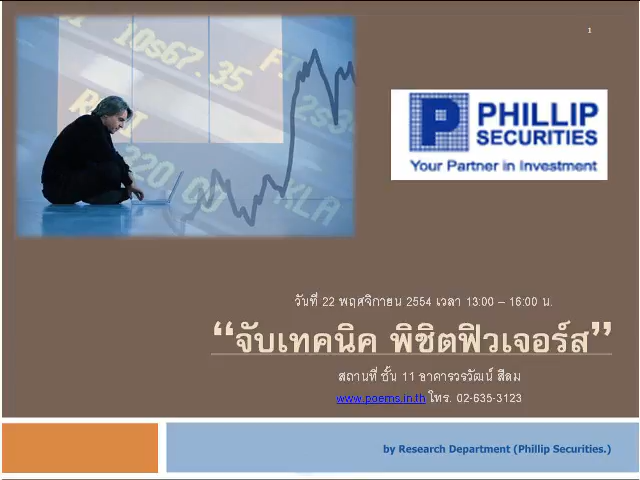 1
PHILLIP
SECURITIES
Your Partner in Investment
วันที่ 22 พฤศจิกายน 2554 เวลา 13:00 – 16:00 น.
“จับเทคนิค พิชิตฟิวเจอร์ส”
สถานที่ ชั้น 11 อาคารวรวัฒน์ สีลม
www.poems.in.th โทร. 02-635-3123
by Research Department (Phillip Securities.)